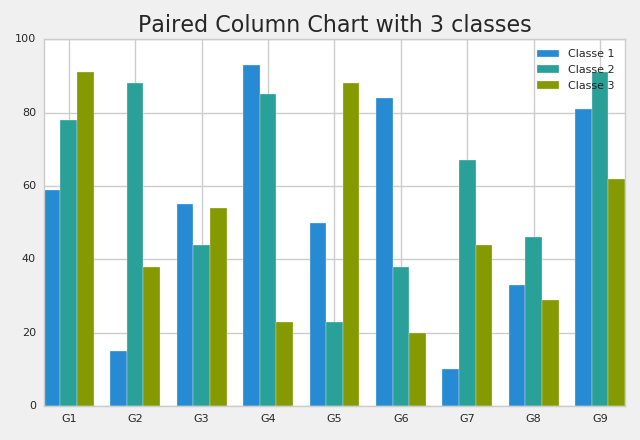 Paired Column Chart with 3 classes
100
80
60
40
20
0
Classe 1
Classe 2
Classe 3
G1 G2 G3 G4 G5 G6 G7 G8 G9